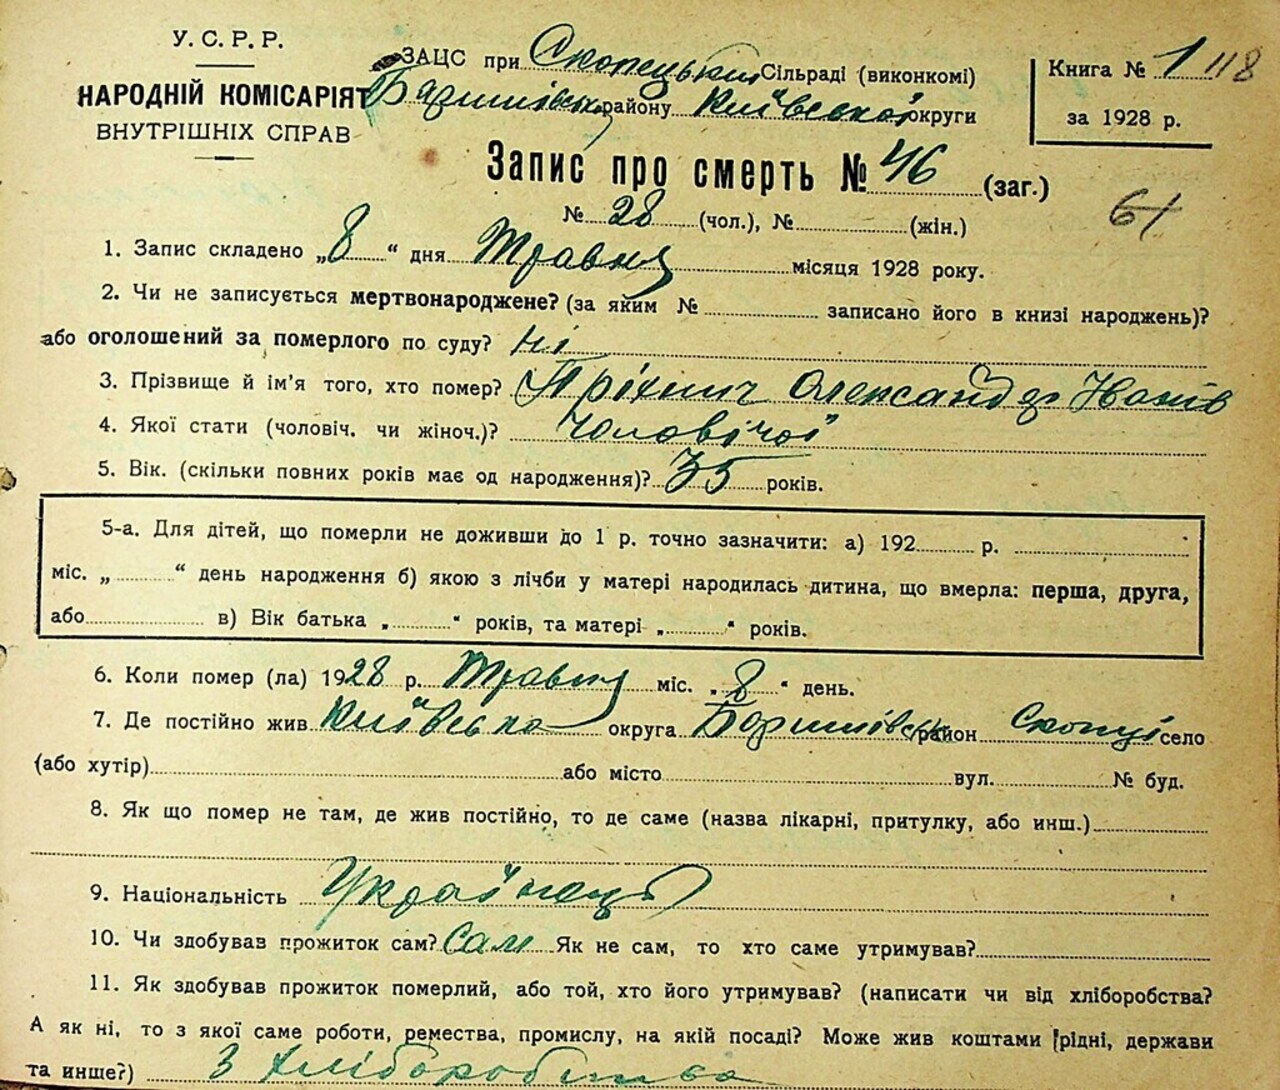 У.С.Р.Р.
НАРОДНІЙ КОМІСАРІЯТ
ВНУТРІШНІХ СПРАВ
ЗАЦС при Скопецький Сільраді (виконкомі)
Баришівськ району Київської округи
Книга № 1 118
за 1928 р.
Запис про смерть № 46 (заг.)
№ 28 (чол.), № (жін.)
61
1. Запис складено „8“ дня Травня місяця 1928 року.
2. Чи не записується мертвонароджене? (за яким № записано його в книзі народжень)?
або оголошений за померлого по суду? Ні
3. Прізвище й ім'я того, хто помер? Олександр
4. Якої стати (чоловіч. чи жіноч.)? Чоловічої
5. Вік. (скільки повних років має од народження)? 35 років.
5-а. Для дітей, що померли не доживши до 1 р. точно зазначити: а) 192 р.
міс. „ “ день народження б) якою з лічби у матері народилась дитина, що вмерла: перша, друга,
або в) Вік батька „ “ років, та матері „ “ років.
6. Коли помер (ла) 1928 р. Травня міс. „8“ день.
7. Де постійно жив Київська округа Баришівськ район Скопці село
(або хутір) або місто вул. № буд.
8. Як що помер не там, де жив постійно, то де саме (назва лікарні, притулку, або инш.)
9. Національність Українець
10. Чи здобував прожиток сам? Сам Як не сам, то хто саме утримував?
11. Як здобував прожиток померлий, або той, хто його утримував? (написати чи від хліборобства?
А як ні, то з якої саме роботи, ремества, промислу, на якій посаді? Може жив коштами рідні, держави
та инше?) З хліборобства